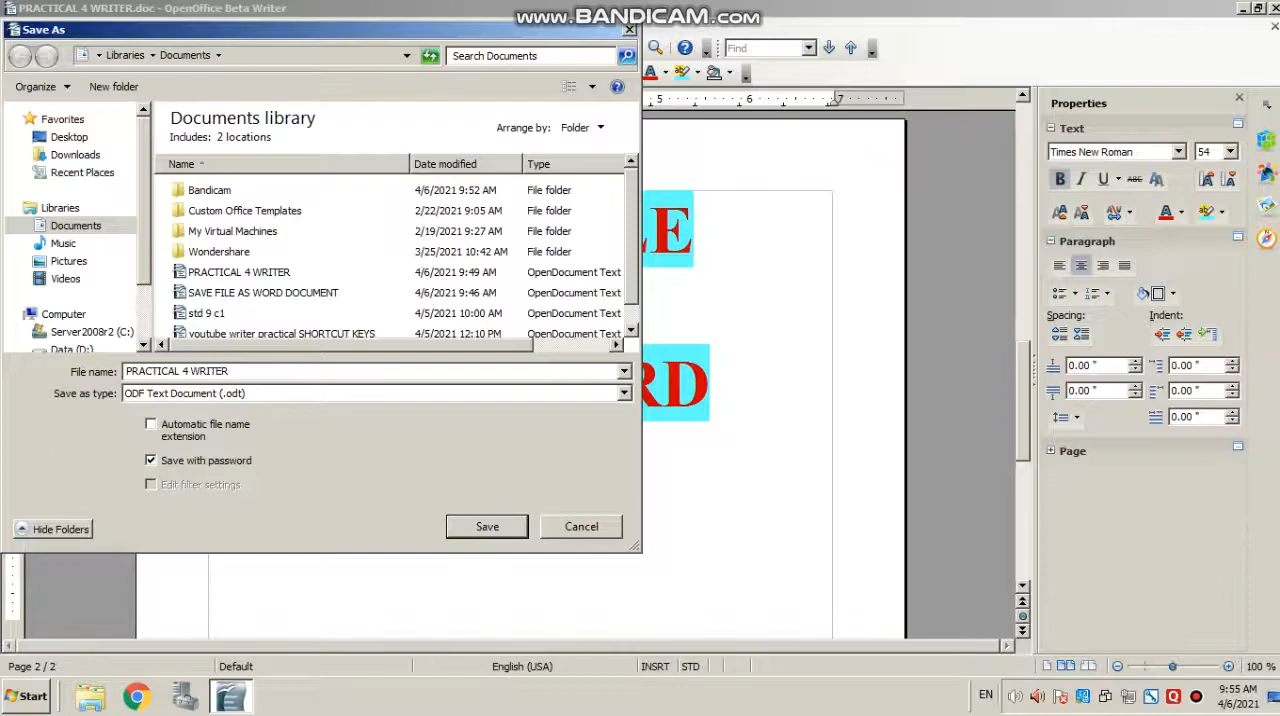 PRACTICAL 4 WRITER.doc - OpenOffice Beta Writer
www.BANDICAM.com
Save As
Libraries Documents
Search Documents
Find
Organize
New folder
Documents library
Includes: 2 locations
Arrange by: Folder
Name
Date modified
Type
Favorites
Desktop
Downloads
Recent Places
Libraries
Documents
Music
Pictures
Videos
Computer
Server2008r2 (C:)
Data (D:)
Bandicam 4/6/2021 9:52 AM File folder
Custom Office Templates 2/22/2021 9:05 AM File folder
My Virtual Machines 2/19/2021 9:27 AM File folder
Wondershare 3/25/2021 10:42 AM File folder
PRACTICAL 4 WRITER 4/6/2021 9:49 AM OpenDocument Text
SAVE FILE AS WORD DOCUMENT 4/6/2021 9:46 AM OpenDocument Text
std 9 c1 4/5/2021 10:00 AM OpenDocument Text
youtube writer practical SHORTCUT KEYS 4/5/2021 12:10 PM OpenDocument Text
File name: PRACTICAL 4 WRITER
Save as type: ODF Text Document (.odt)
Automatic file name
extension
Save with password
Edit filter settings
Hide Folders
Save
Cancel
5 6 7
LE
RD
Properties
Text
Times New Roman 54
B I U ABC
Paragraph
Spacing: Indent:
0.00 " 0.00 "
0.00 " 0.00 "
0.00 "
Page
Page 2 / 2
Default
English (USA)
INSRT
STD
100 %
Start
EN
9:55 AM
4/6/2021